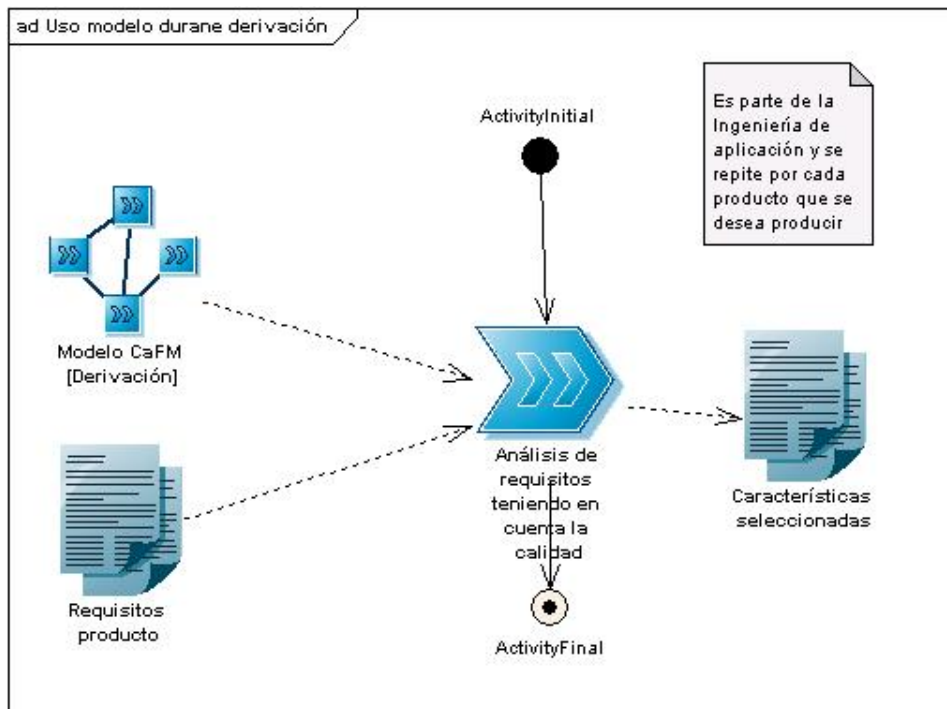 ad Uso modelo durane derivación
ActivityInitial
Es parte de la
Ingeniería de
aplicación y se
repite por cada
producto que se
desea producir
Modelo CaFM
[Derivación]
Análisis de
requisitos
teniendo en
cuenta la
calidad
Características
seleccionadas
Requisitos
producto
ActivityFinal